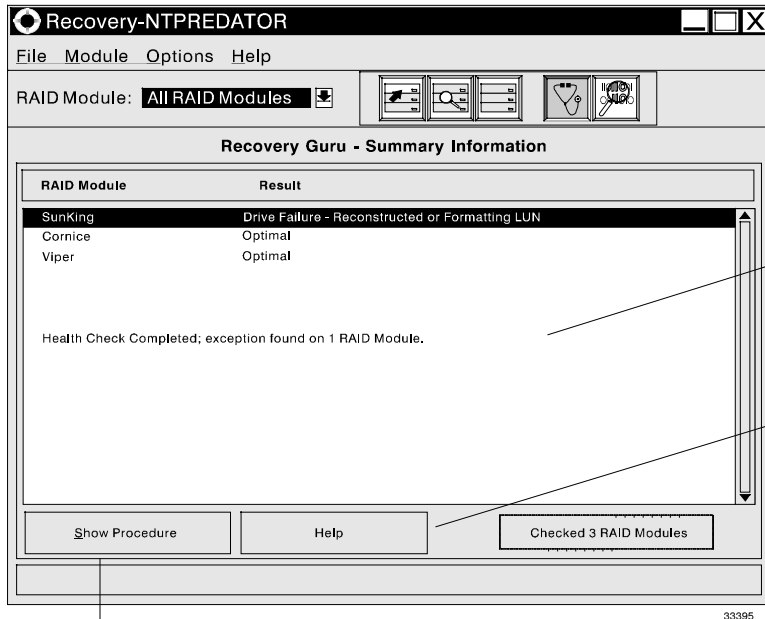 Recovery-NTPREDATOR
File Module Options Help
RAID Module: All RAID Modules
Recovery Guru - Summary Information
RAID Module Result
SunKing Drive Failure - Reconstructed or Formatting LUN
Cornice Optimal
Viper Optimal
Health Check Completed; exception found on 1 RAID Module.
Show Procedure Help Checked 3 RAID Modules
33395